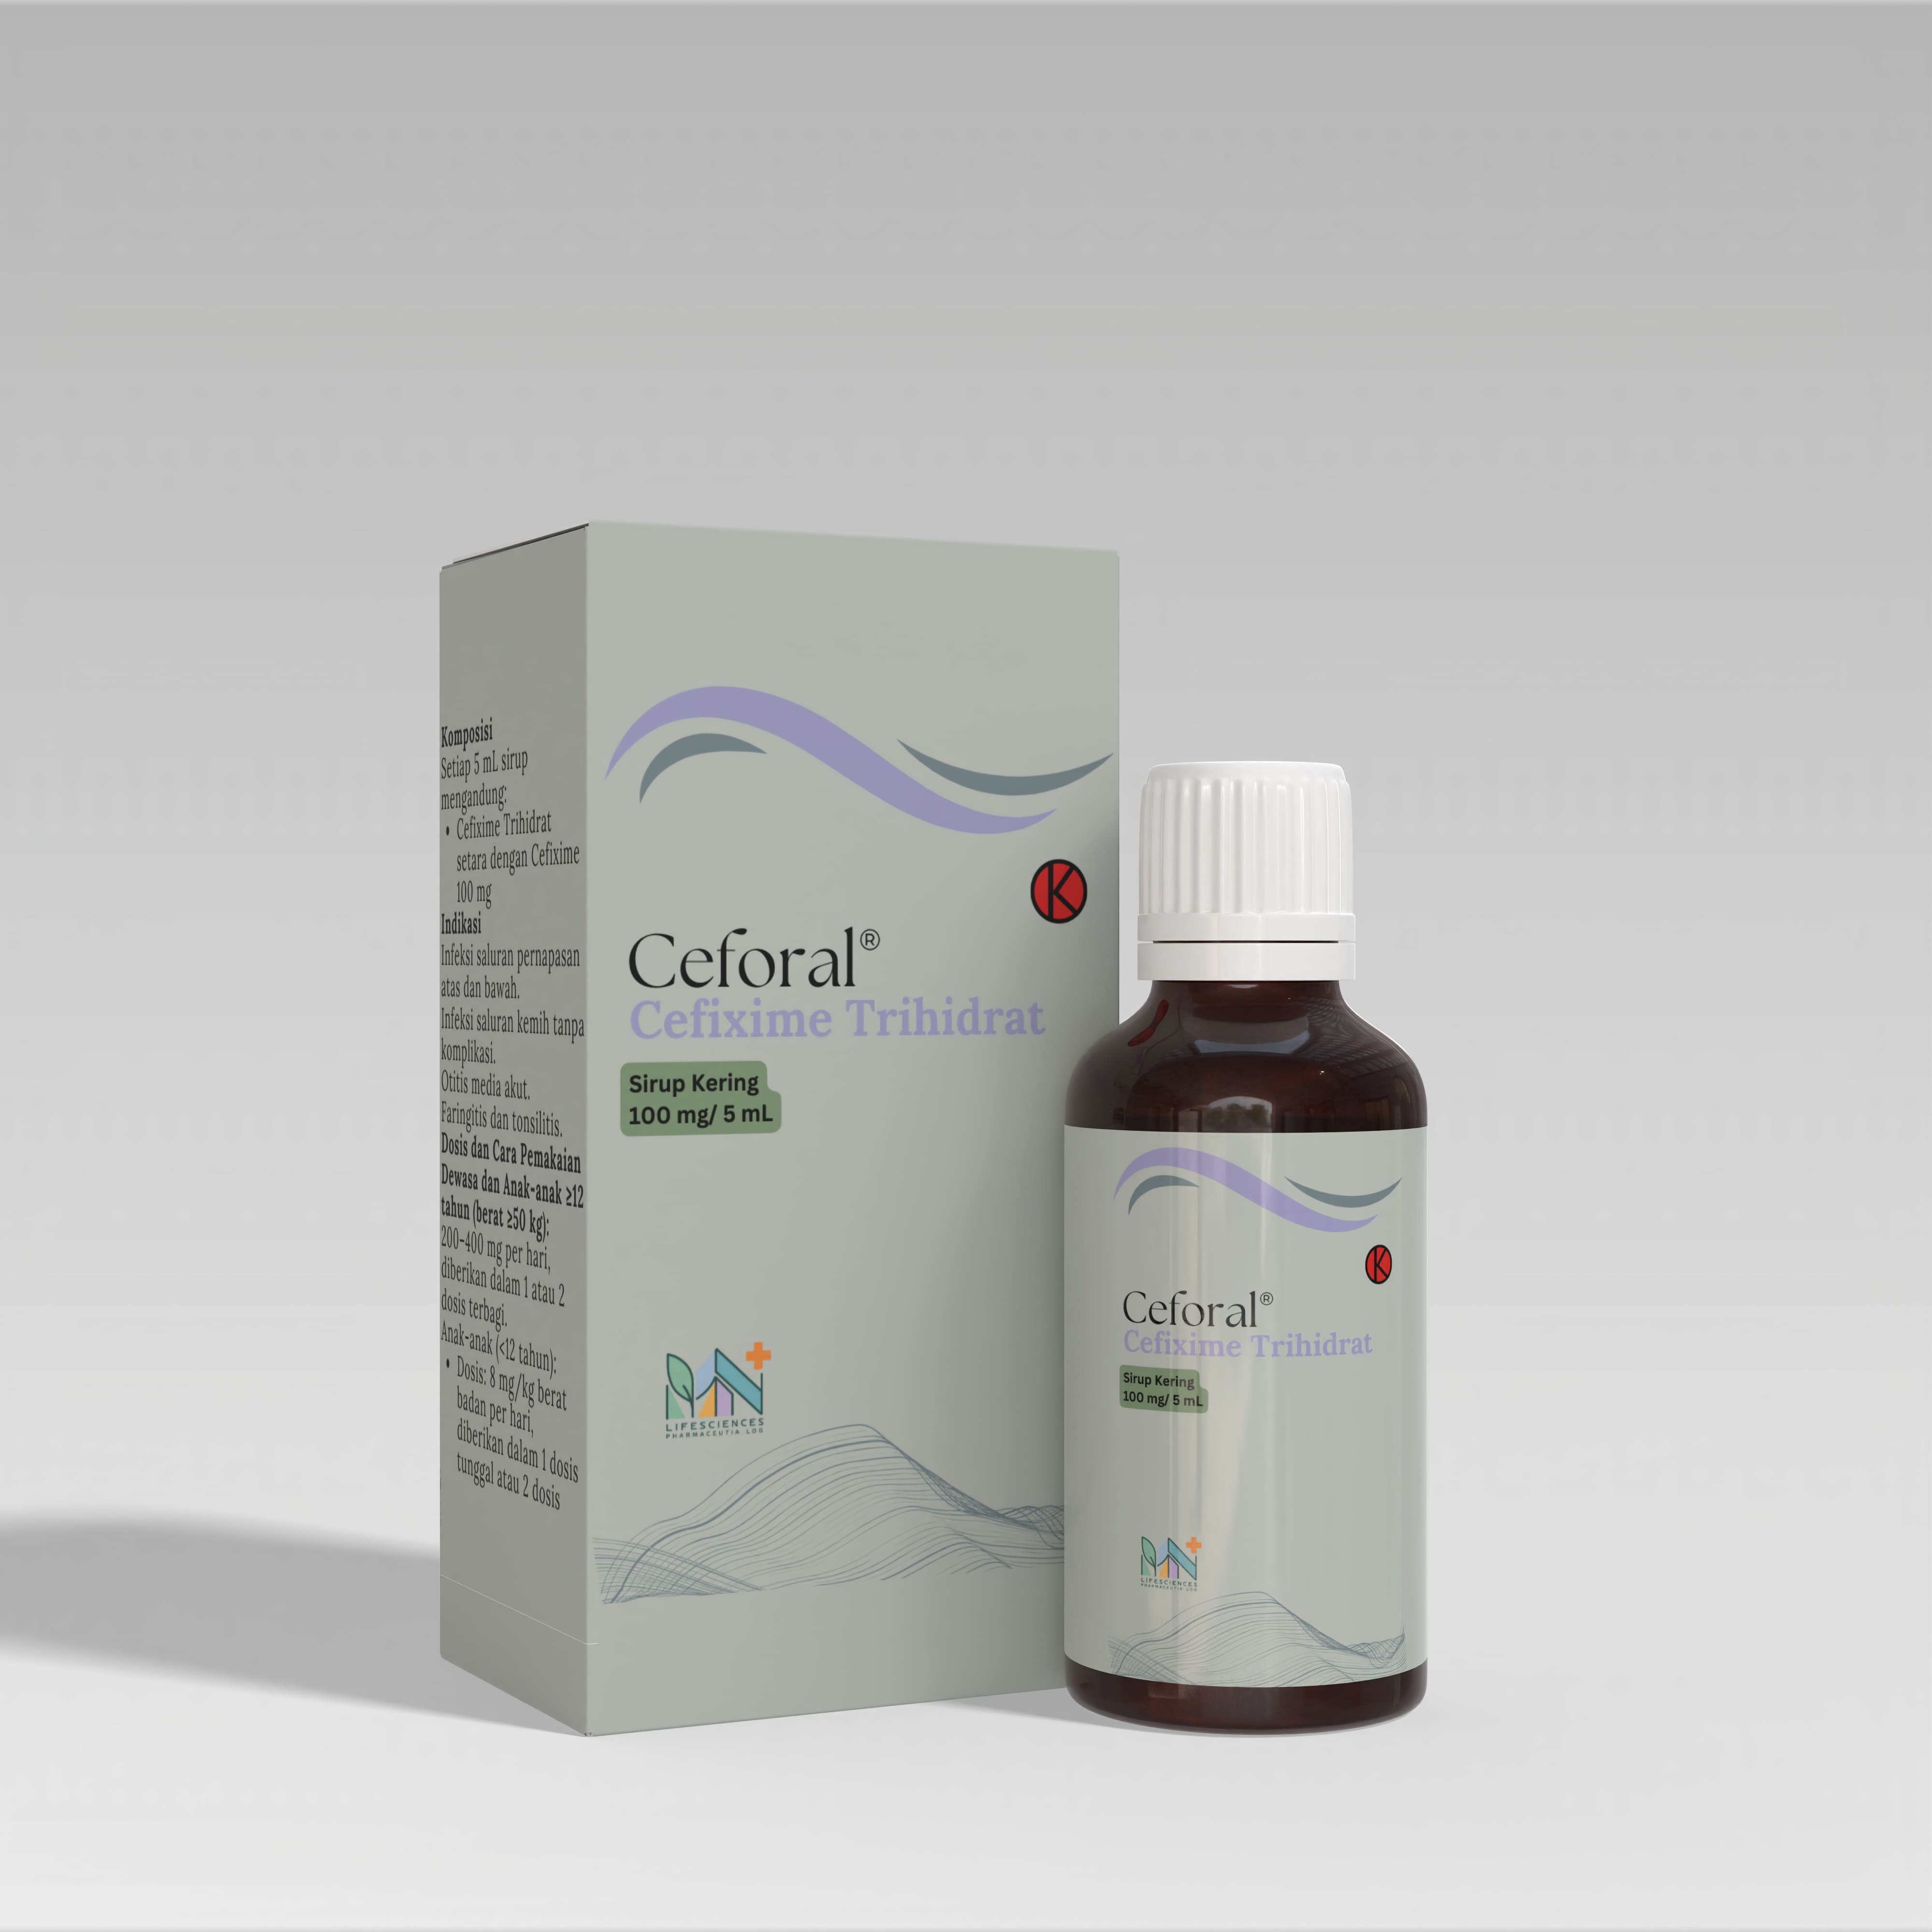 Komposisi
Setiap 5 mL sirup
mengandung:
• Cefixime Trihidrat
setara dengan Cefixime
100 mg
Indikasi
Infeksi saluran pernapasan
atas dan bawah.
Infeksi saluran kemih tanpa
komplikasi.
Otitis media akut.
Faringitis dan tonsilitis.
Dosis dan Cara Pemakaian
Dewasa dan Anak-anak ≥12
tahun (berat ≥50 kg):
200-400 mg per hari,
diberikan dalam 1 atau 2
dosis terbagi.
Anak-anak (<12 tahun):
• Dosis: 8 mg/kg berat
badan per hari,
diberikan dalam 1 dosis
tunggal atau 2 dosis
K
Ceforal®
Cefixime Trihidrat
Sirup Kering
100 mg/ 5 mL
LIFESCIENCES
PHARMACEUTIA LOG
K
Ceforal®
Cefixime Trihidrat
Sirup Kering
100 mg/ 5 mL
LIFESCIENCES
PHARMACEUTIA LOG